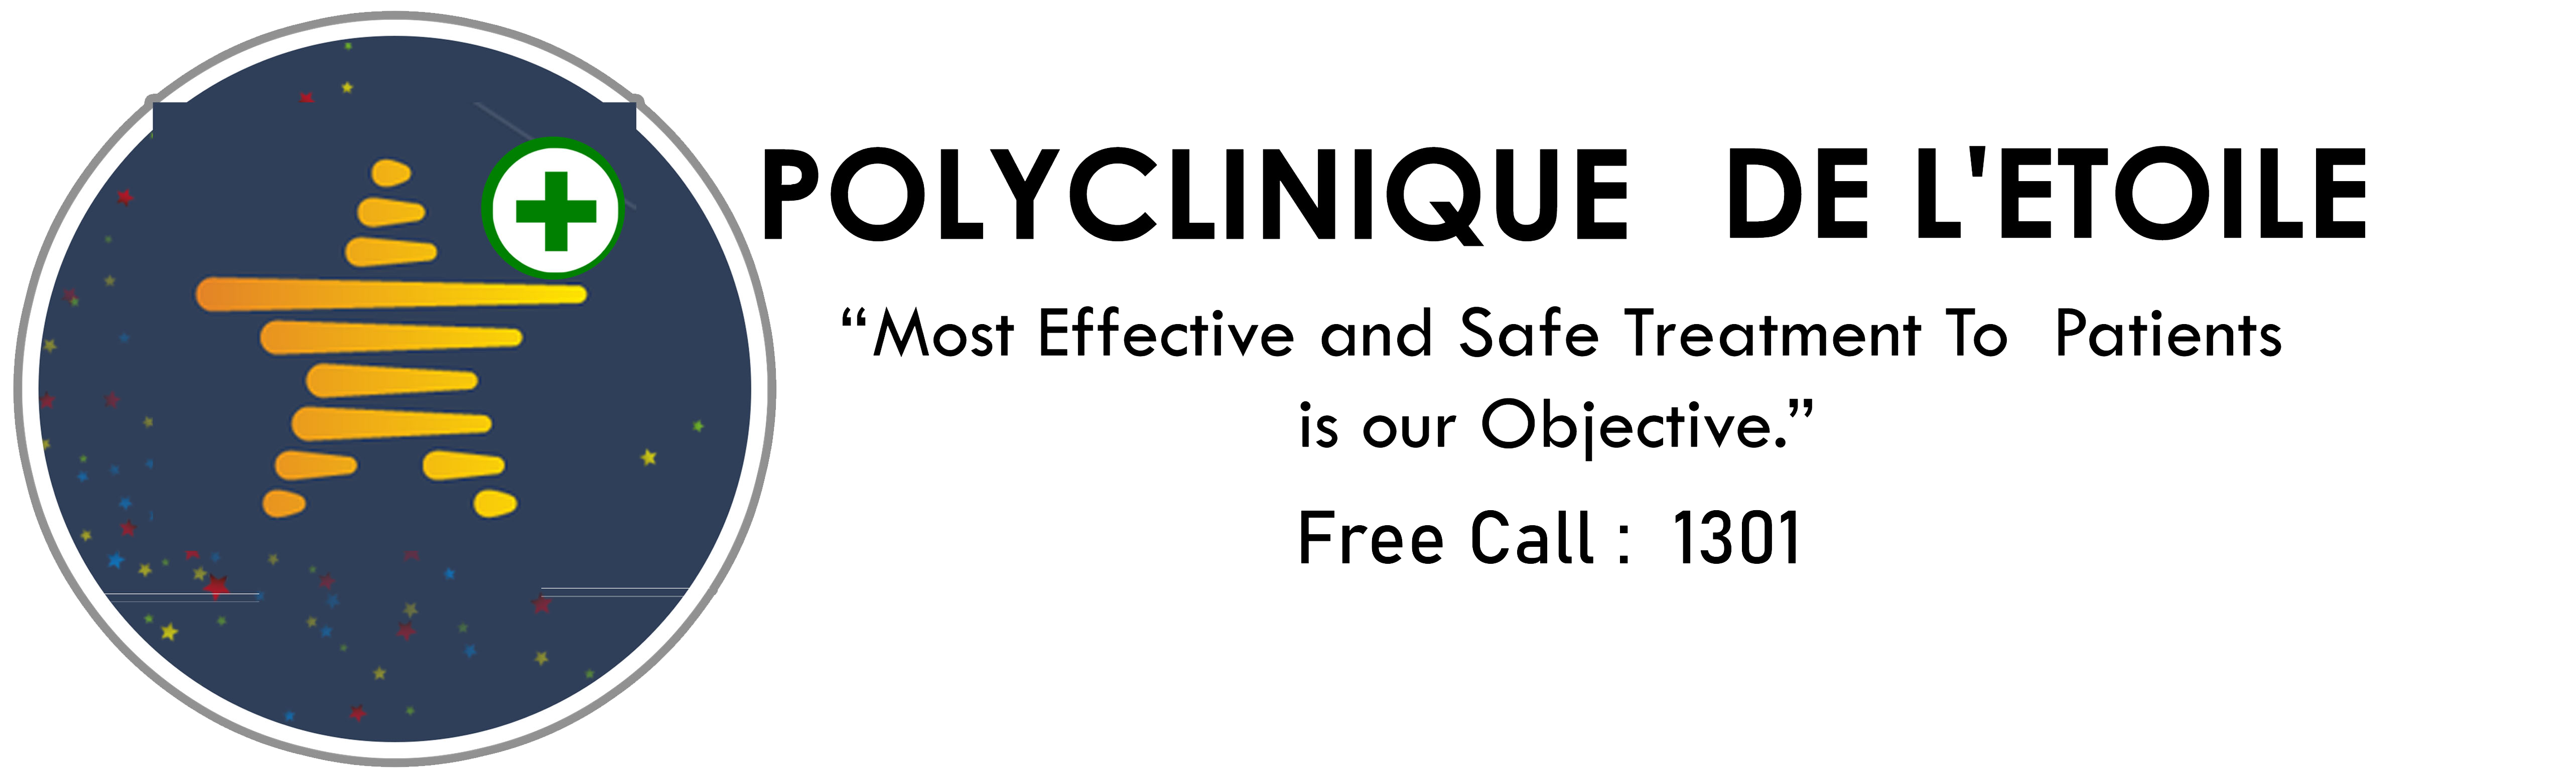 POLYCLINIQUE DE L'ETOILE
“Most Effective and Safe Treatment To Patients
is our Objective.”
Free Call : 1301